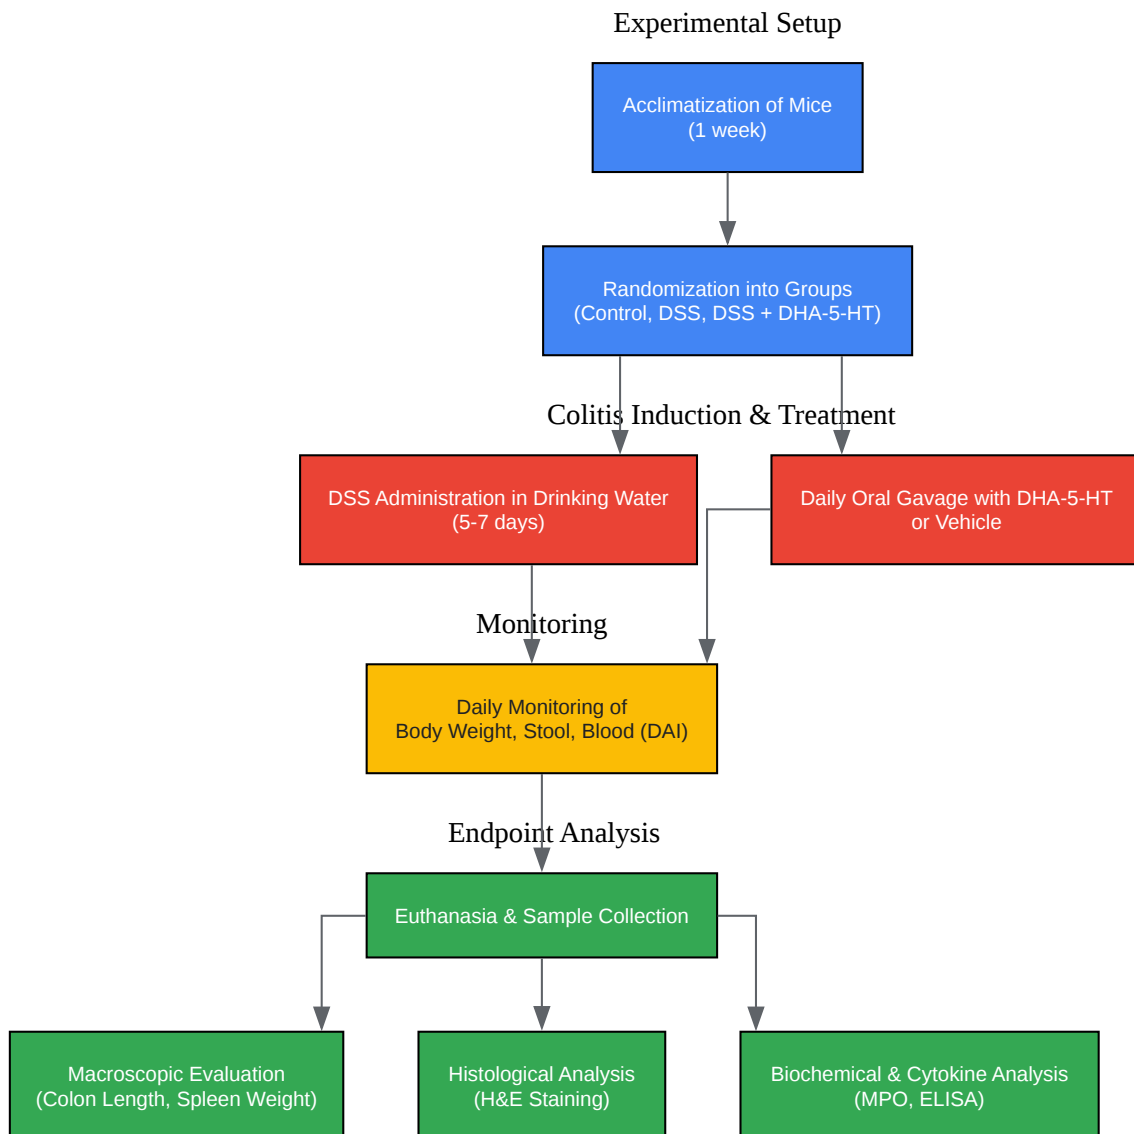 Experimental Setup
Acclimatization of Mice
(1 week)
Randomization into Groups
(Control, DSS, DSS + DHA-5-HT)
Colitis Induction & Treatment
DSS Administration in Drinking Water
(5-7 days)
Daily Oral Gavage with DHA-5-HT
or Vehicle
Monitoring
Daily Monitoring of
Body Weight, Stool, Blood (DAI)
Endpoint Analysis
Euthanasia & Sample Collection
Macroscopic Evaluation
(Colon Length, Spleen Weight)
Histological Analysis
(H&E Staining)
Biochemical & Cytokine Analysis
(MPO, ELISA)